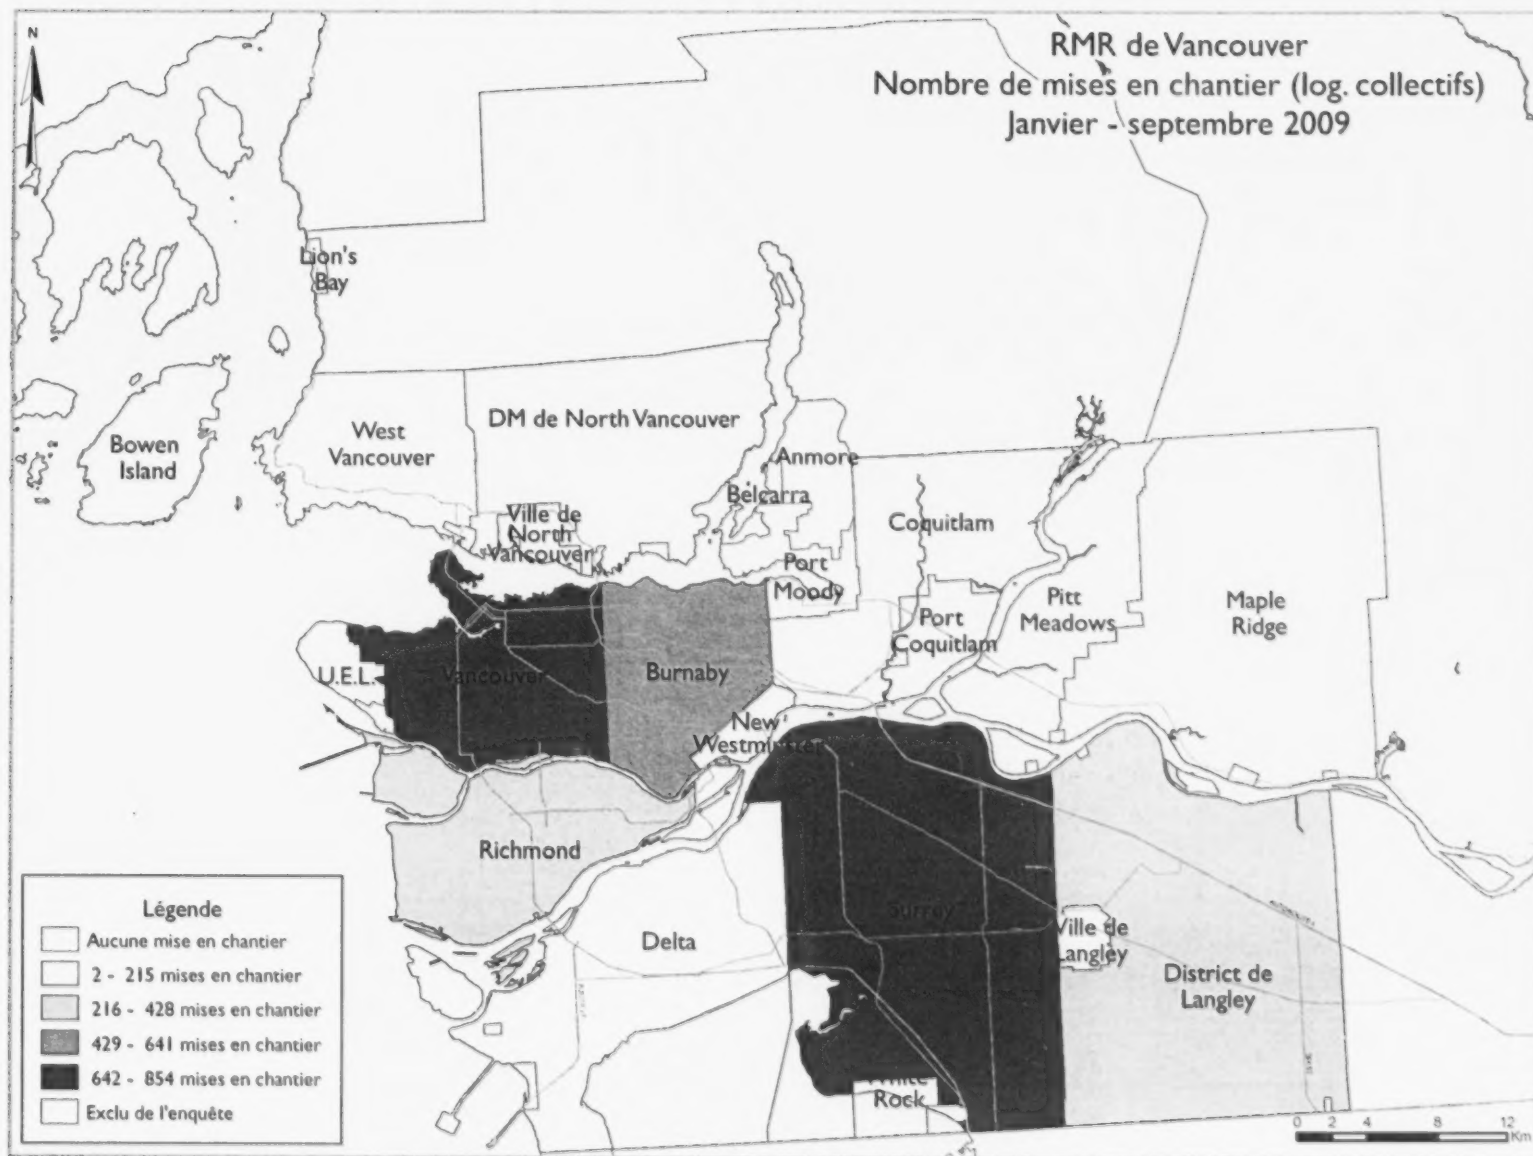 N
RMR de Vancouver
Nombre de mises en chantier (log. collectifs)
Janvier - septembre 2009
Lion's
Bay
Bowen
Island
West
Vancouver
DM de North Vancouver
Anmore
Belcarra
Ville de
North
Vancouver
Coquitlam
Port
Moody
Port
Coquitlam
Pitt
Meadows
Maple
Ridge
U.E.L.
Vancouver
Burnaby
New
Westminster
Richmond
Delta
Surrey
Ville de
Langley
District de
Langley
White
Rock
Légende
Aucune mise en chantier
2 - 215 mises en chantier
216 - 428 mises en chantier
429 - 641 mises en chantier
642 - 854 mises en chantier
Exclu de l'enquête
0 2 4 8 12
Km